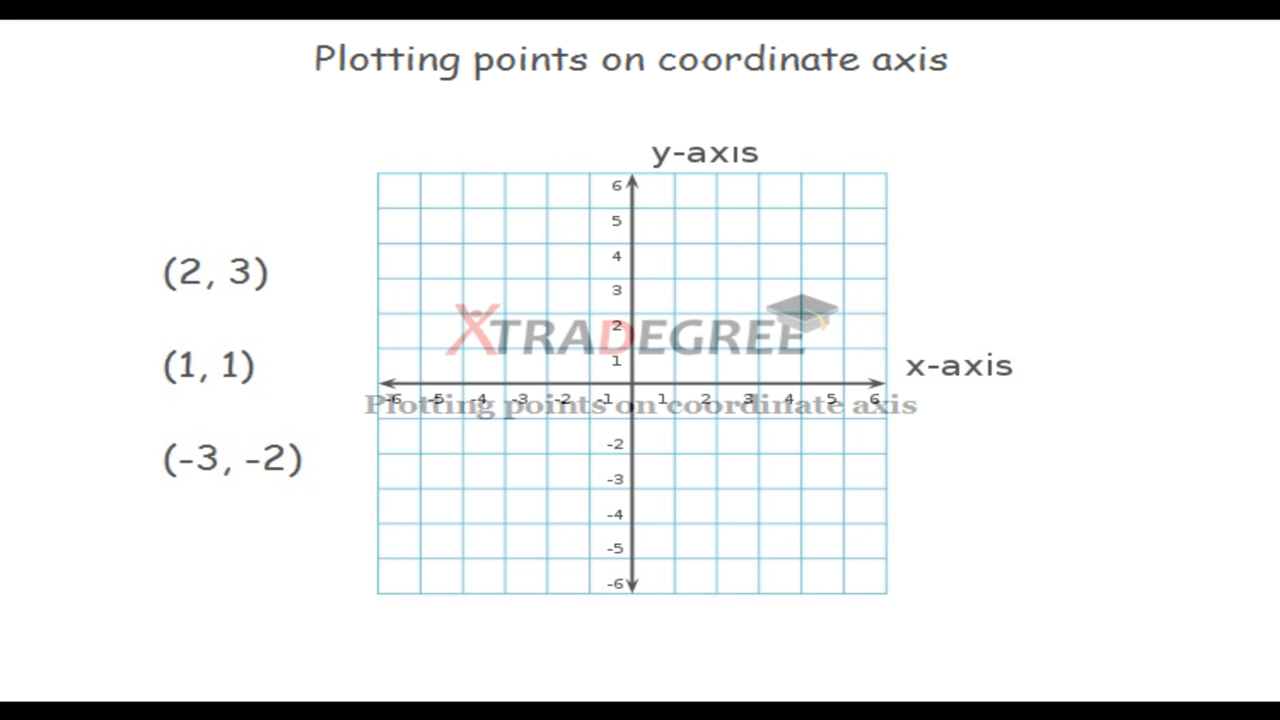 Plotting points on coordinate axis
y-axis
6
5
4
3
2
1
(2, 3)
(1, 1)
(-3, -2)
XTRADEGREE
x-axis
-6 -5 -4 -3 -2 -1 1 2 3 4 5 6
Plotting points on coordinate axis
-2
-3
-4
-5
-6